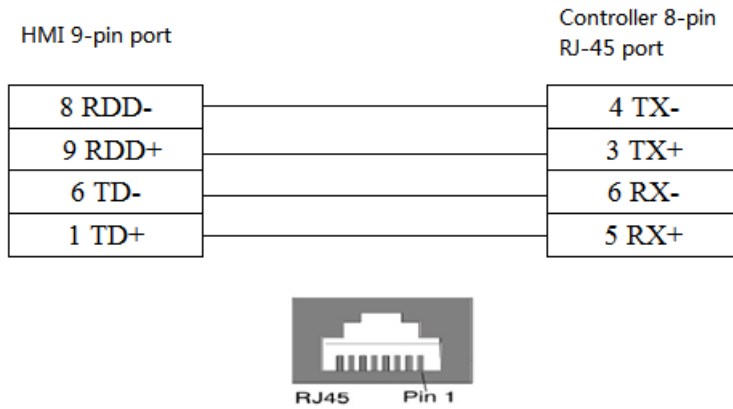 HMI 9-pin port
Controller 8-pin
RJ-45 port
8 RDD-
4 TX-
9 RDD+
3 TX+
6 TD-
6 RX-
1 TD+
5 RX+
RJ45
Pin 1